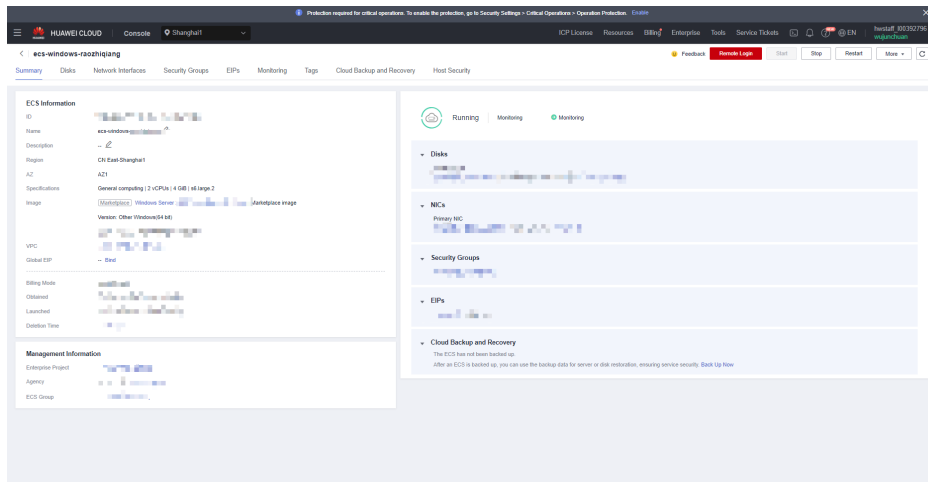 Protection required for critical operations. To enable the protection, go to Security Settings > Critical Operations > Operation Protection. Enable
HUAWEI
HUAWEI CLOUD Console Shanghai1 ICP License Resources Billing Enterprise Tools Service Tickets EN hwstaff_j00392796
wujunchuan
ecs-windows-raozhiqiang Feedback Remote Login Start Stop Restart More
Summary Disks Network Interfaces Security Groups EIPs Monitoring Tags Cloud Backup and Recovery Host Security
ECS Information
ID
Name ecs-windows-
Description --
Region CN East-Shanghai1
AZ AZ1
Specifications General computing | 2 vCPUs | 4 GiB | s6.large.2
Image Marketplace Windows Server Marketplace image
Version: Other Windows(64 bit)
VPC
Global EIP -- Bind
Billing Mode
Obtained
Launched
Deletion Time
Management Information
Enterprise Project
Agency
ECS Group
Running Monitoring Monitoring
Disks
NICs
Primary NIC
Security Groups
EIPs
Cloud Backup and Recovery
The ECS has not been backed up.
After an ECS is backed up, you can use the backup data for server or disk restoration, ensuring service security. Back Up Now